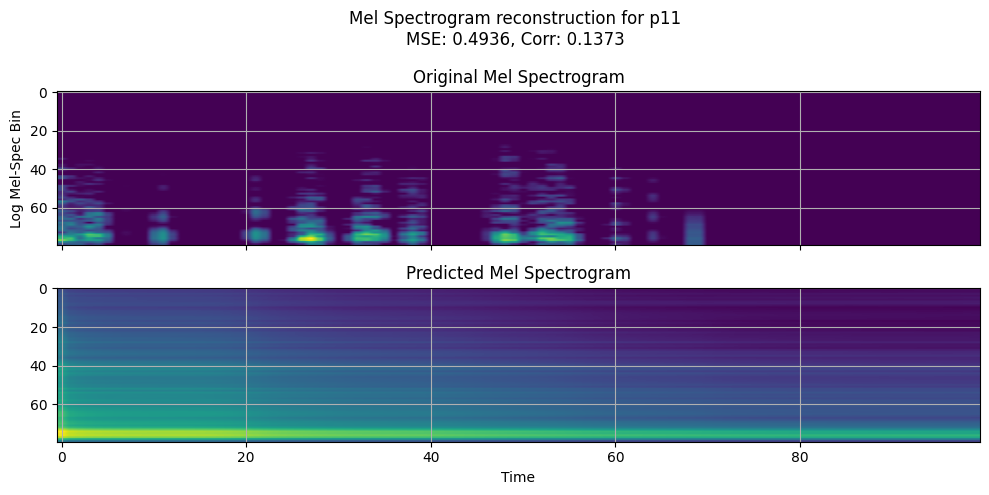 Mel Spectrogram reconstruction for p11
MSE: 0.4936, Corr: 0.1373
Original Mel Spectrogram
0
20
40
60
Log Mel-Spec Bin
Predicted Mel Spectrogram
0
20
40
60
0 20 40 60 80
Time